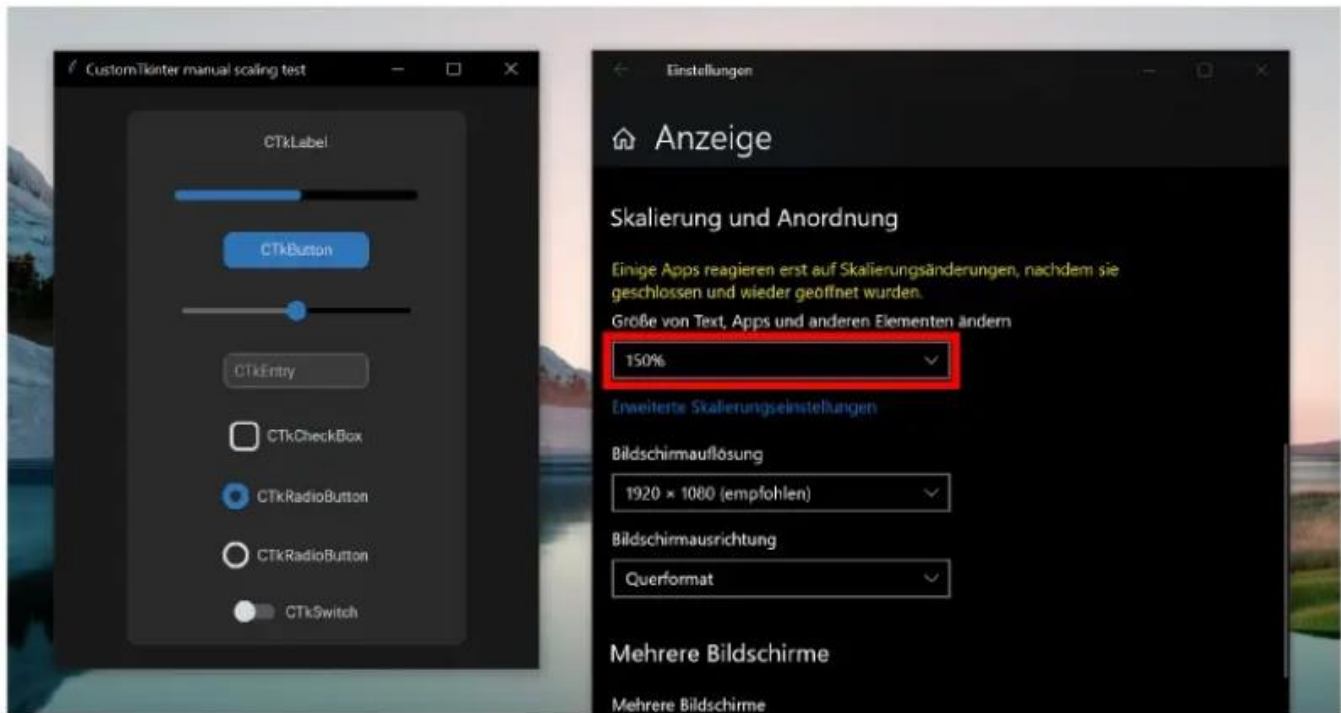 CustomTkinter manual scaling test
CTkLabel
CTkButton
CTkEntry
CTkCheckBox
CTkRadioButton
CTkRadioButton
CTkSwitch
Einstellungen
Anzeige
Skalierung und Anordnung
Einige Apps reagieren erst auf Skalierungsänderungen, nachdem sie
geschlossen und wieder geöffnet wurden.
Größe von Text, Apps und anderen Elementen ändern
150%
Erweiterte Skalierungseinstellungen
Bildschirmauflösung
1920 × 1080 (empfohlen)
Bildschirmausrichtung
Querformat
Mehrere Bildschirme
Mehrere Bildschirme